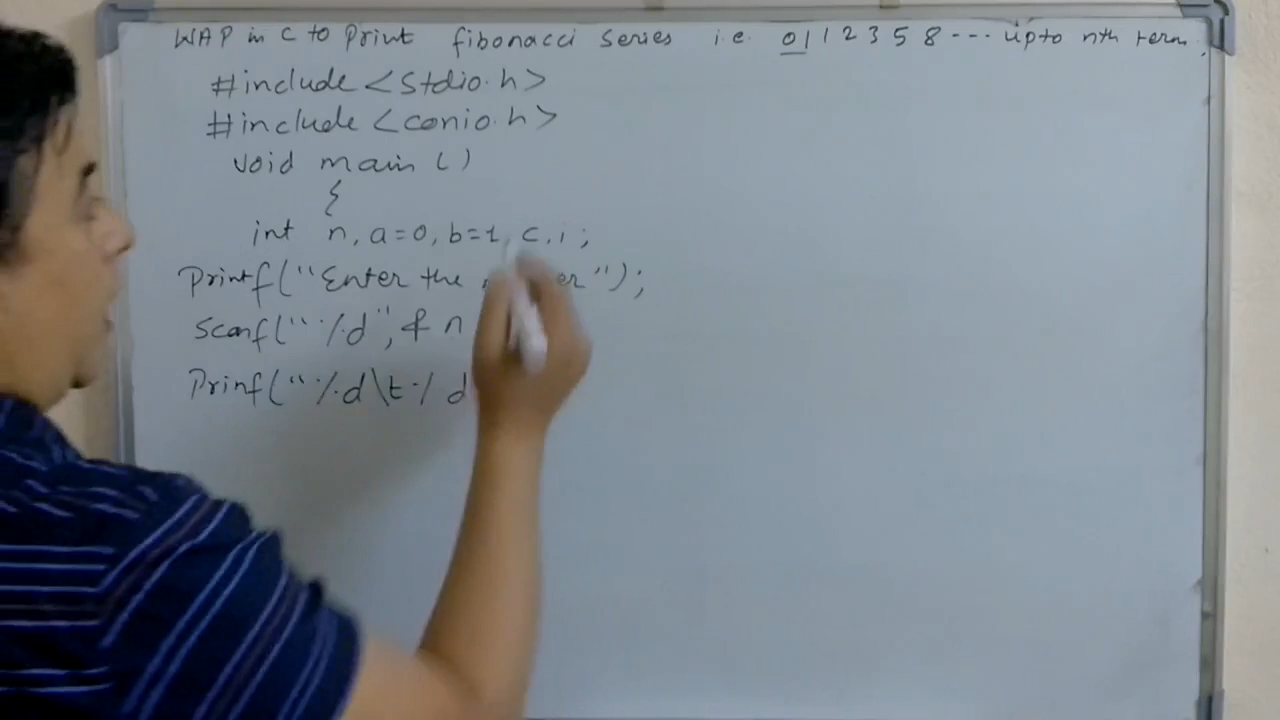 WAP in C to Print fibonacci Series i.e. 0 1 1 2 3 5 8 --- upto nth term,
#include <stdio.h>
#include <conio.h>
void main ()
{
int n, a=0, b=1, c, i ;
Printf("Enter the er");
Scanf("%d", & n
Prinf("%d\t%d